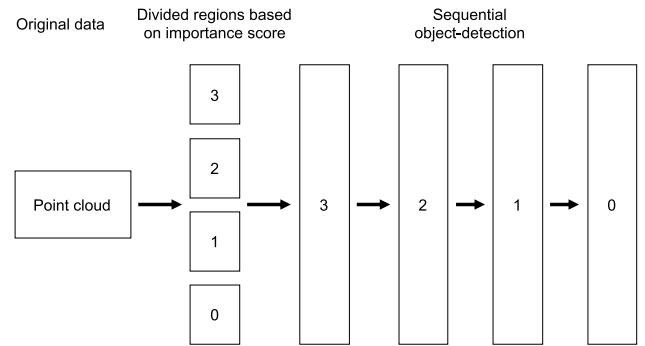 Original data
Divided regions based
on importance score
Sequential
object-detection
Point cloud
3
2
1
0
3
2
1
0